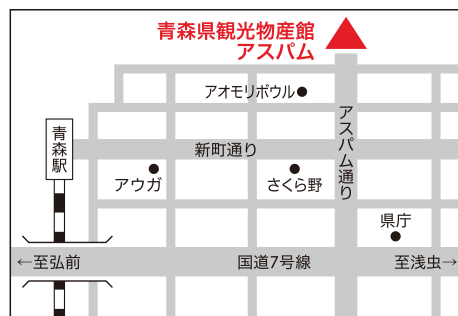 青森県観光物産館
アスパム
アオモリボウル
アスパム通り
青森駅
新町通り
アウガ
さくら野
県庁
←至弘前
国道7号線
至浅虫→